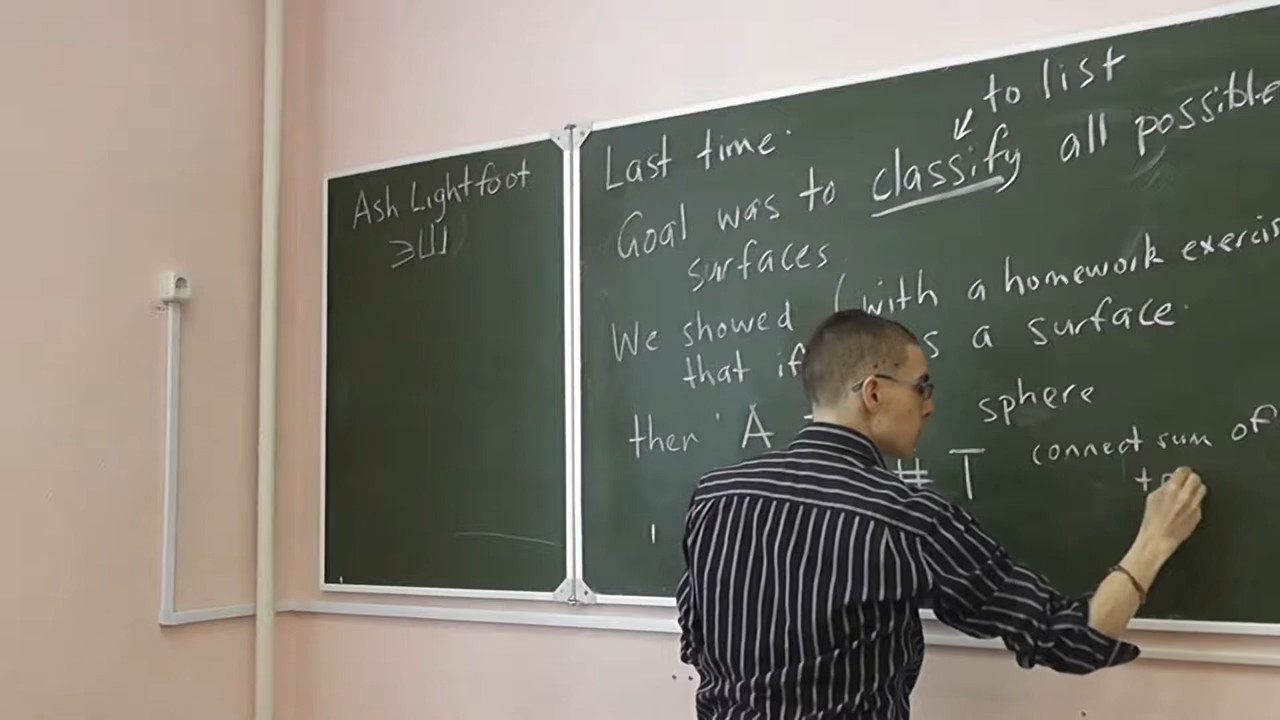 Ash Lightfoot
ЭШ
Last time.
to list
Goal was to classify all possible
surfaces.
We showed (with a homework
that if s a surface.
then A
sphere
# T connect sum of